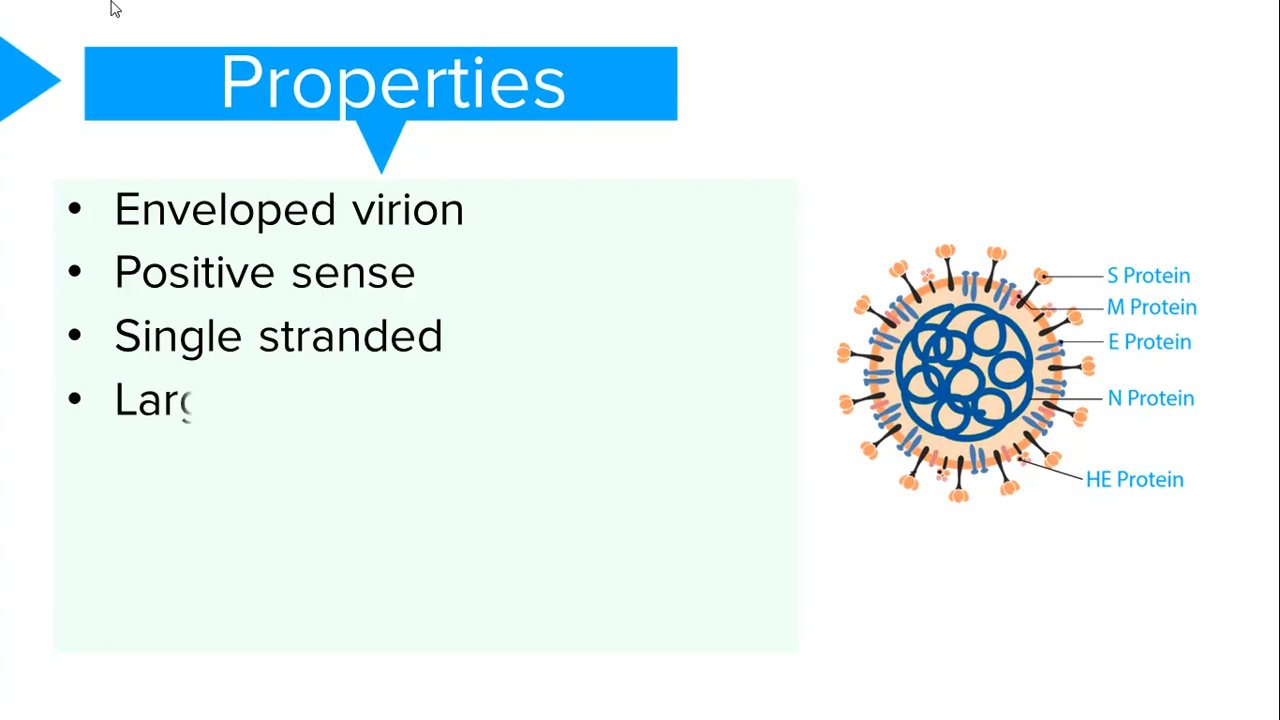 Properties
• Enveloped virion
• Positive sense
• Single stranded
• Larg
S Protein
M Protein
E Protein
N Protein
HE Protein